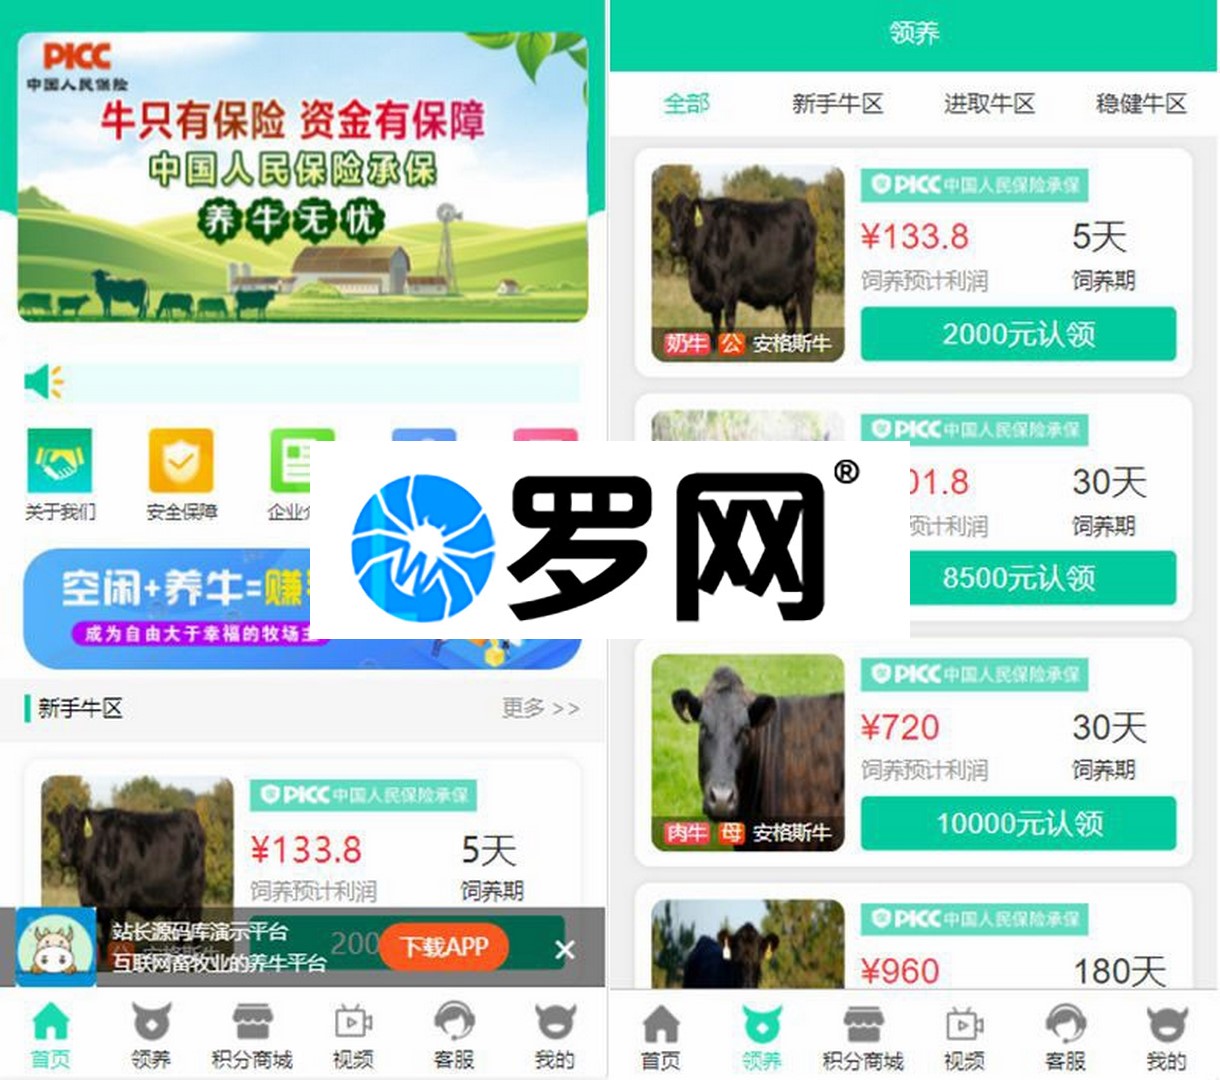 PICC
中国人民保险
牛只有保险 资金有保障
中国人民保险承保
养牛无忧
关于我们
安全保障
企业
空闲+养牛=赚
成为自由大于幸福的牧场主
新手牛区
更多 >>
PICC中国人民保险承保
¥133.8
5天
饲养预计利润
饲养期
200
公 安格斯牛
站长源码库演示平台
互联网畜牧业的养牛平台
下载APP
×
首页
领养
积分商城
视频
客服
我的
罗网®
领养
全部
新手牛区
进取牛区
稳健牛区
PICC中国人民保险承保
¥133.8
5天
饲养预计利润
饲养期
2000元认领
奶牛 公 安格斯牛
PICC中国人民保险承保
01.8
30天
预计利润
饲养期
8500元认领
PICC中国人民保险承保
¥720
30天
饲养预计利润
饲养期
10000元认领
肉牛 母 安格斯牛
PICC中国人民保险承保
¥960
180天
首页
领养
积分商城
视频
客服
我的